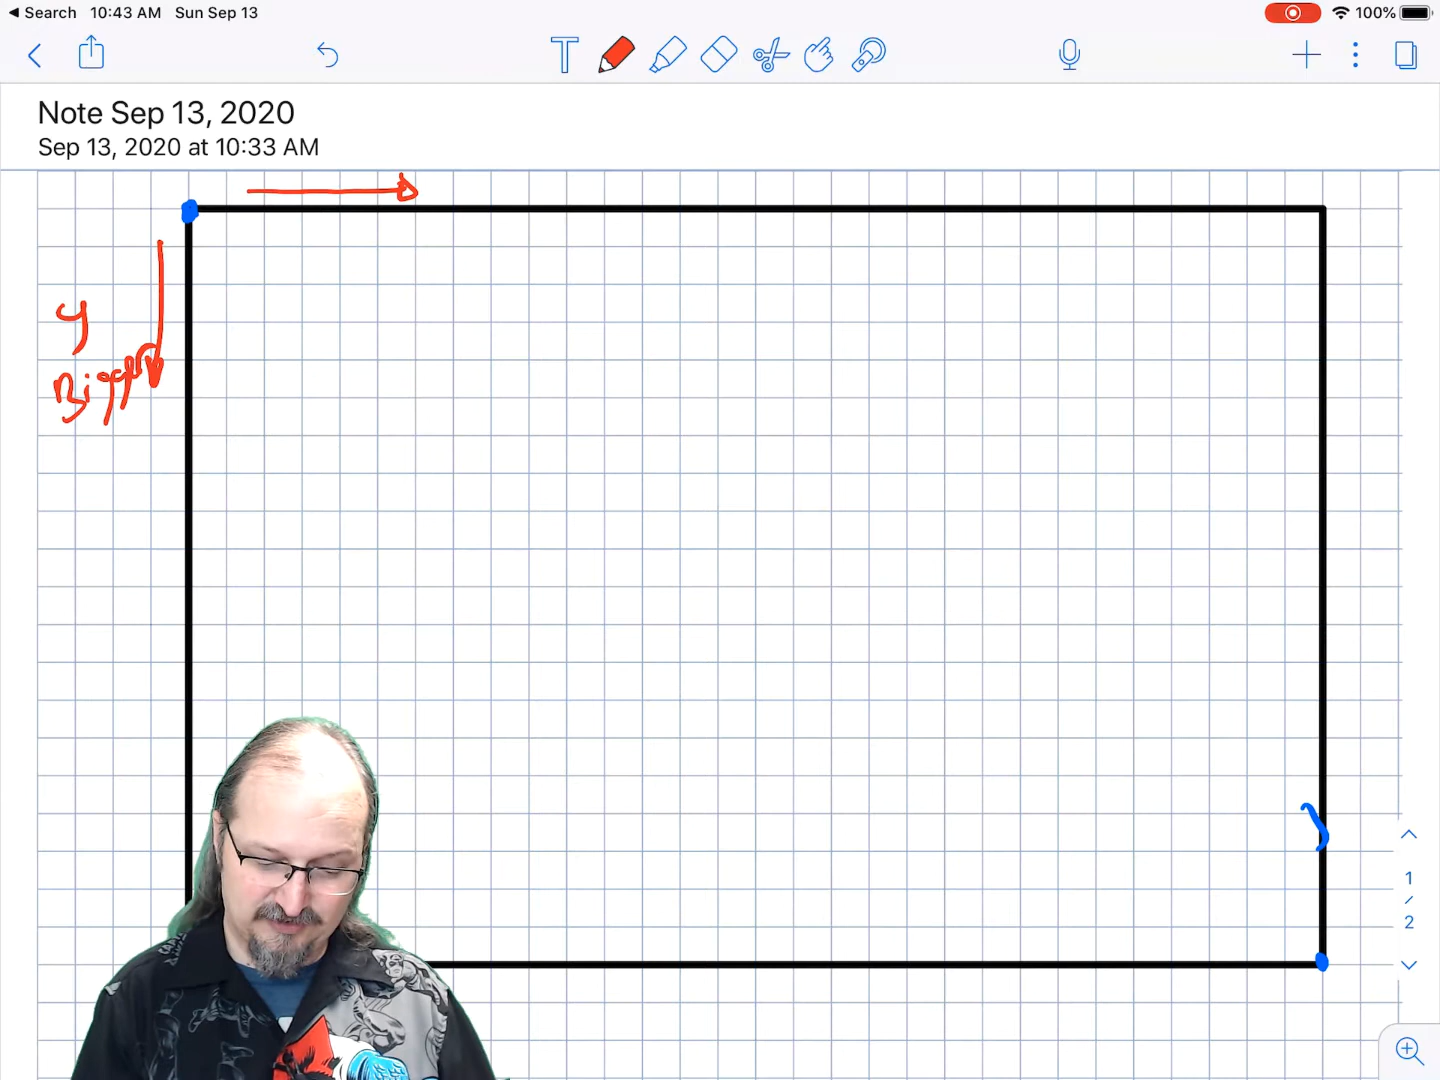 Search 10:43 AM Sun Sep 13
100%
T
Note Sep 13, 2020
Sep 13, 2020 at 10:33 AM
y
Bigger
1
/
2